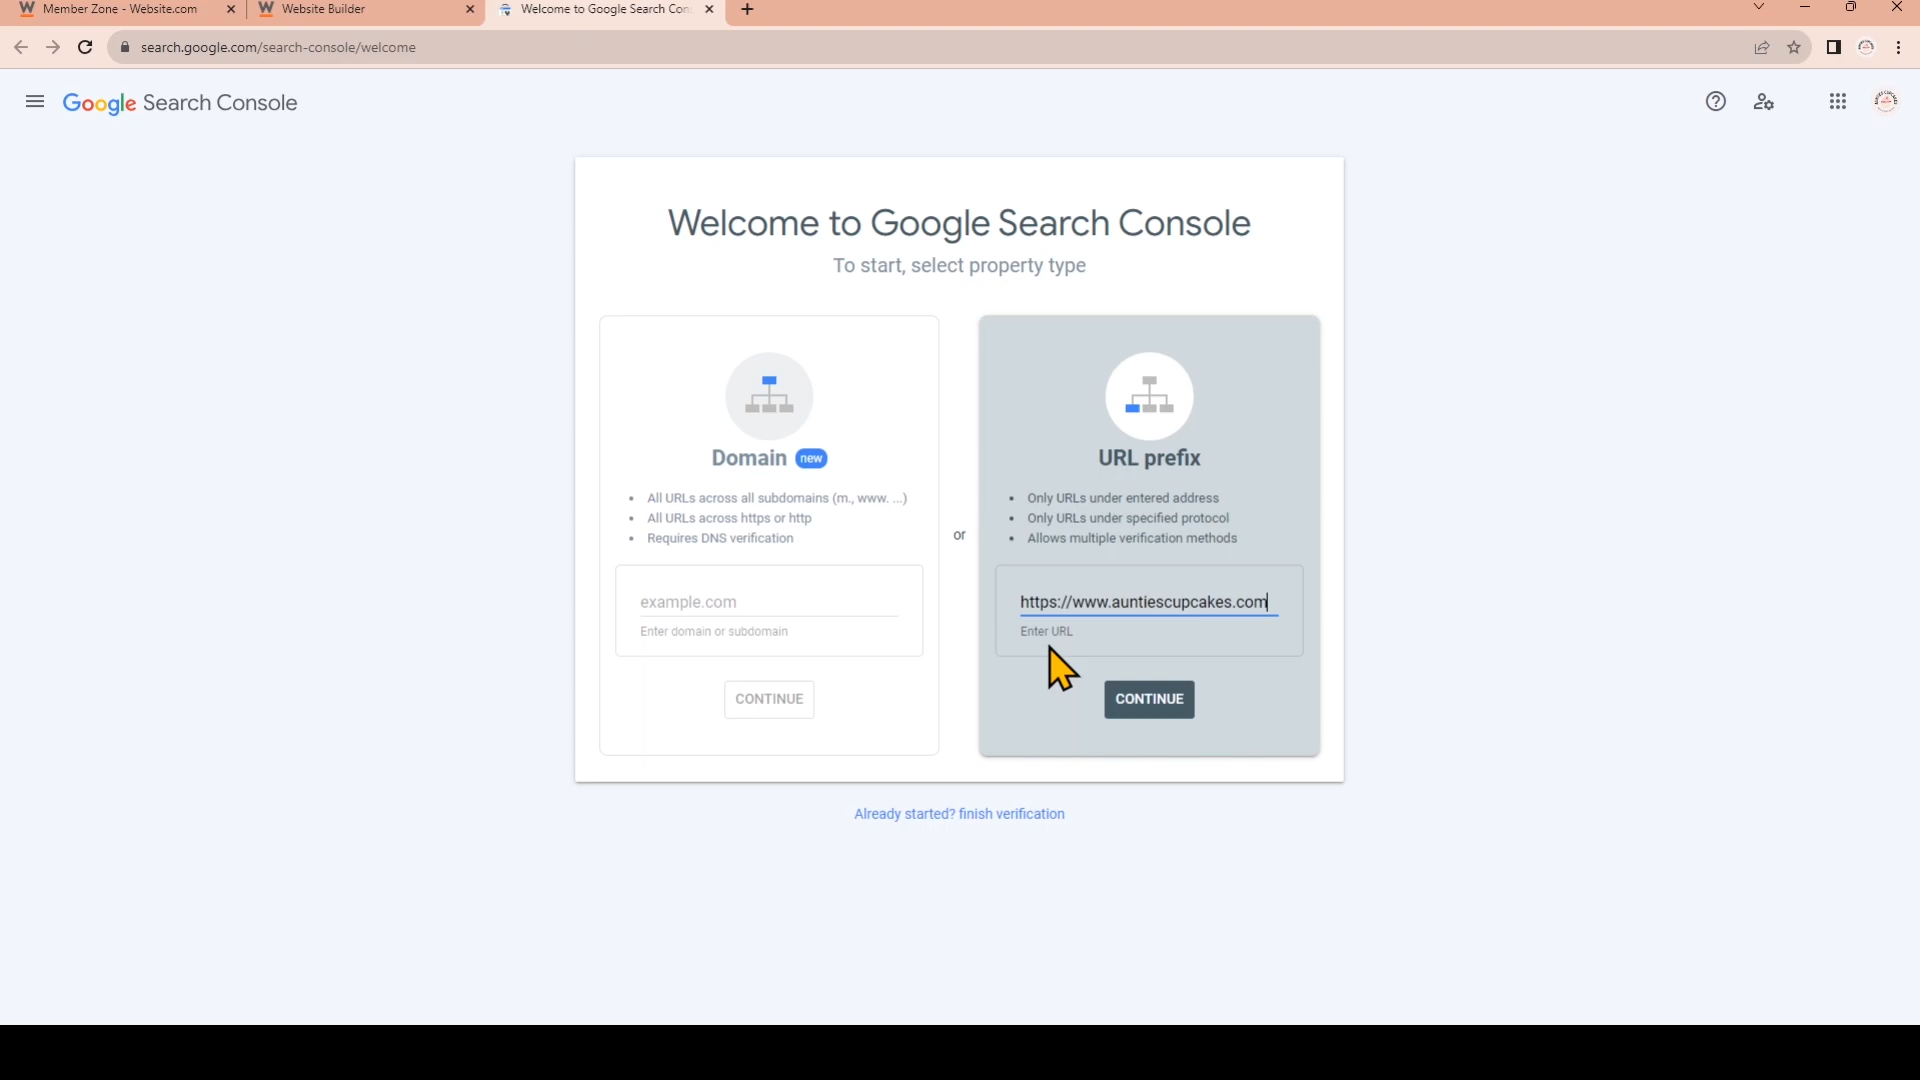 Member Zone - Website.com
Website Builder
Welcome to Google Search Con
search.google.com/search-console/welcome
Google Search Console
Welcome to Google Search Console
To start, select property type
Domain new
• All URLs across all subdomains (m., www. ...)
• All URLs across https or http
• Requires DNS verification
example.com
Enter domain or subdomain
CONTINUE
or
URL prefix
• Only URLs under entered address
• Only URLs under specified protocol
• Allows multiple verification methods
https://www.auntiescupcakes.com
Enter URL
CONTINUE
Already started? finish verification